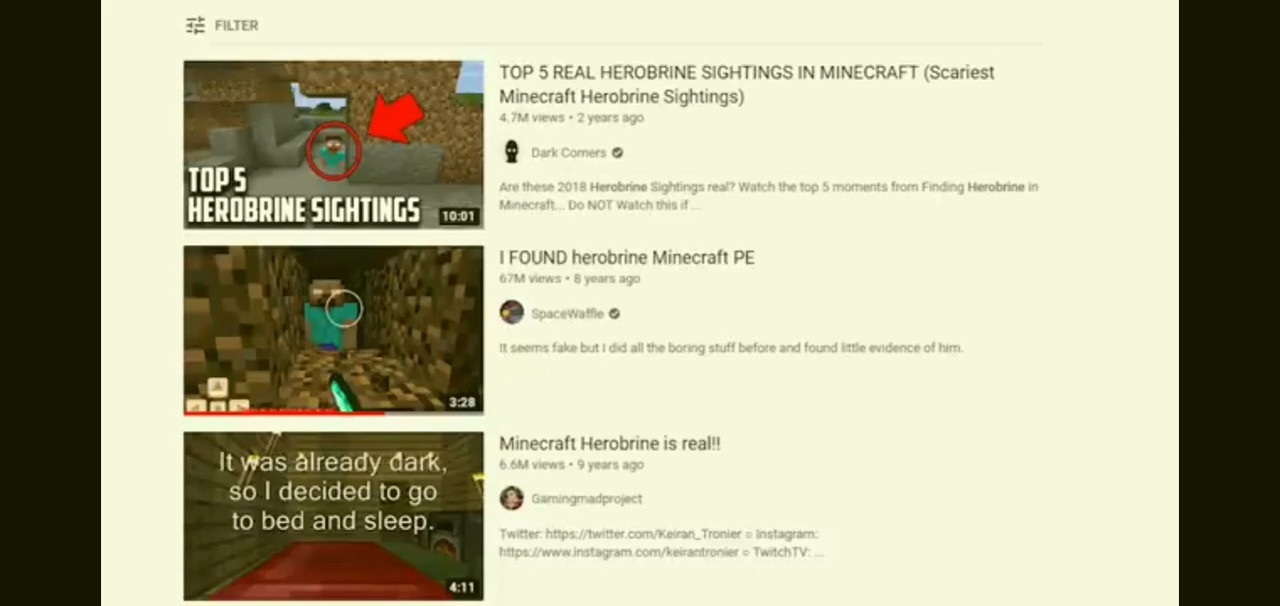 FILTER
TOP 5
HEROBRINE SIGHTINGS
10:01
TOP 5 REAL HEROBRINE SIGHTINGS IN MINECRAFT (Scariest
Minecraft Herobrine Sightings)
4.7M views • 2 years ago
Dark Corners
Are these 2018 Herobrine Sightings real? Watch the top 5 moments from Finding Herobrine in
Minecraft... Do NOT Watch this if ...
3:28
I FOUND herobrine Minecraft PE
67M views • 8 years ago
SpaceWaffle
It seems fake but I did all the boring stuff before and found little evidence of him.
It was already dark,
so I decided to go
to bed and sleep.
4:11
Minecraft Herobrine is real!!
6.6M views • 9 years ago
Gamingmadproject
Twitter: https://twitter.com/Keiran_Tronier ○ Instagram:
https://www.instagram.com/keirantronier ○ TwitchTV: ...